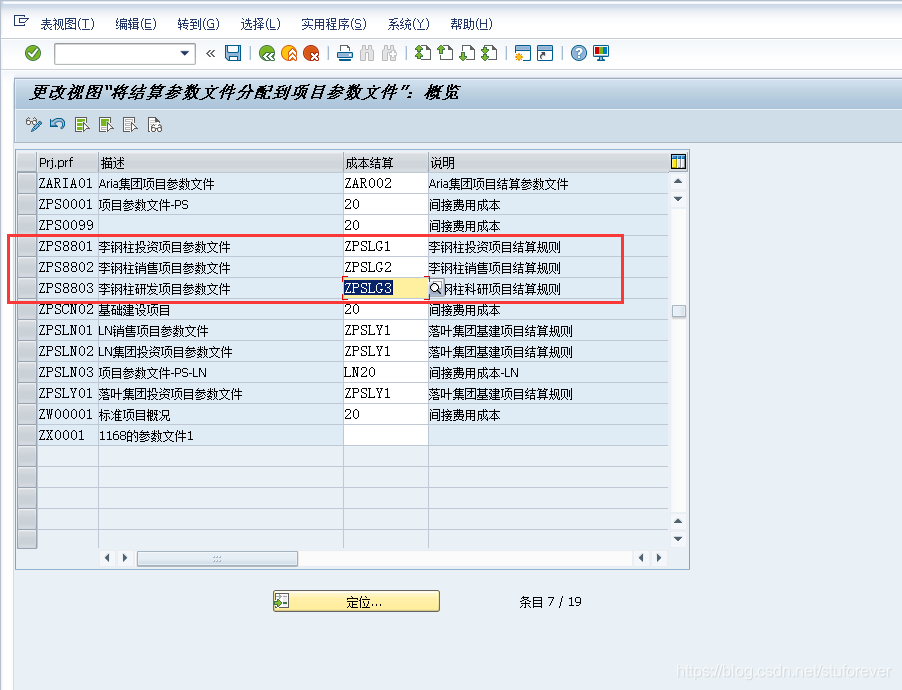 表视图(T) 编辑(E) 转到(G) 选择(L) 实用程序(S) 系统(Y) 帮助(H)
更改视图“将结算参数文件分配到项目参数文件”：概览
Prj.prf 描述 成本结算 说明
ZARIA01 Aria集团项目参数文件 ZAR002 Aria集团项目结算参数文件
ZPS0001 项目参数文件-PS 20 间接费用成本
ZPS0099 20 间接费用成本
ZPS8801 李钢柱投资项目参数文件 ZPSLG1 李钢柱投资项目结算规则
ZPS8802 李钢柱销售项目参数文件 ZPSLG2 李钢柱销售项目结算规则
ZPS8803 李钢柱研发项目参数文件 ZPSLG3 钢柱科研项目结算规则
ZPSCN02 基础建设项目 20 间接费用成本
ZPSLN01 LN销售项目参数文件 ZPSLY1 落叶集团基建项目结算规则
ZPSLN02 LN集团投资项目参数文件 ZPSLY1 落叶集团基建项目结算规则
ZPSLN03 项目参数文件-PS-LN LN20 间接费用成本-LN
ZPSLY01 落叶集团投资项目参数文件 ZPSLY1 落叶集团基建项目结算规则
ZW00001 标准项目概况 20 间接费用成本
ZX0001 1168的参数文件1
定位... 条目 7 / 19
https://blog.csdn.net/stuforever